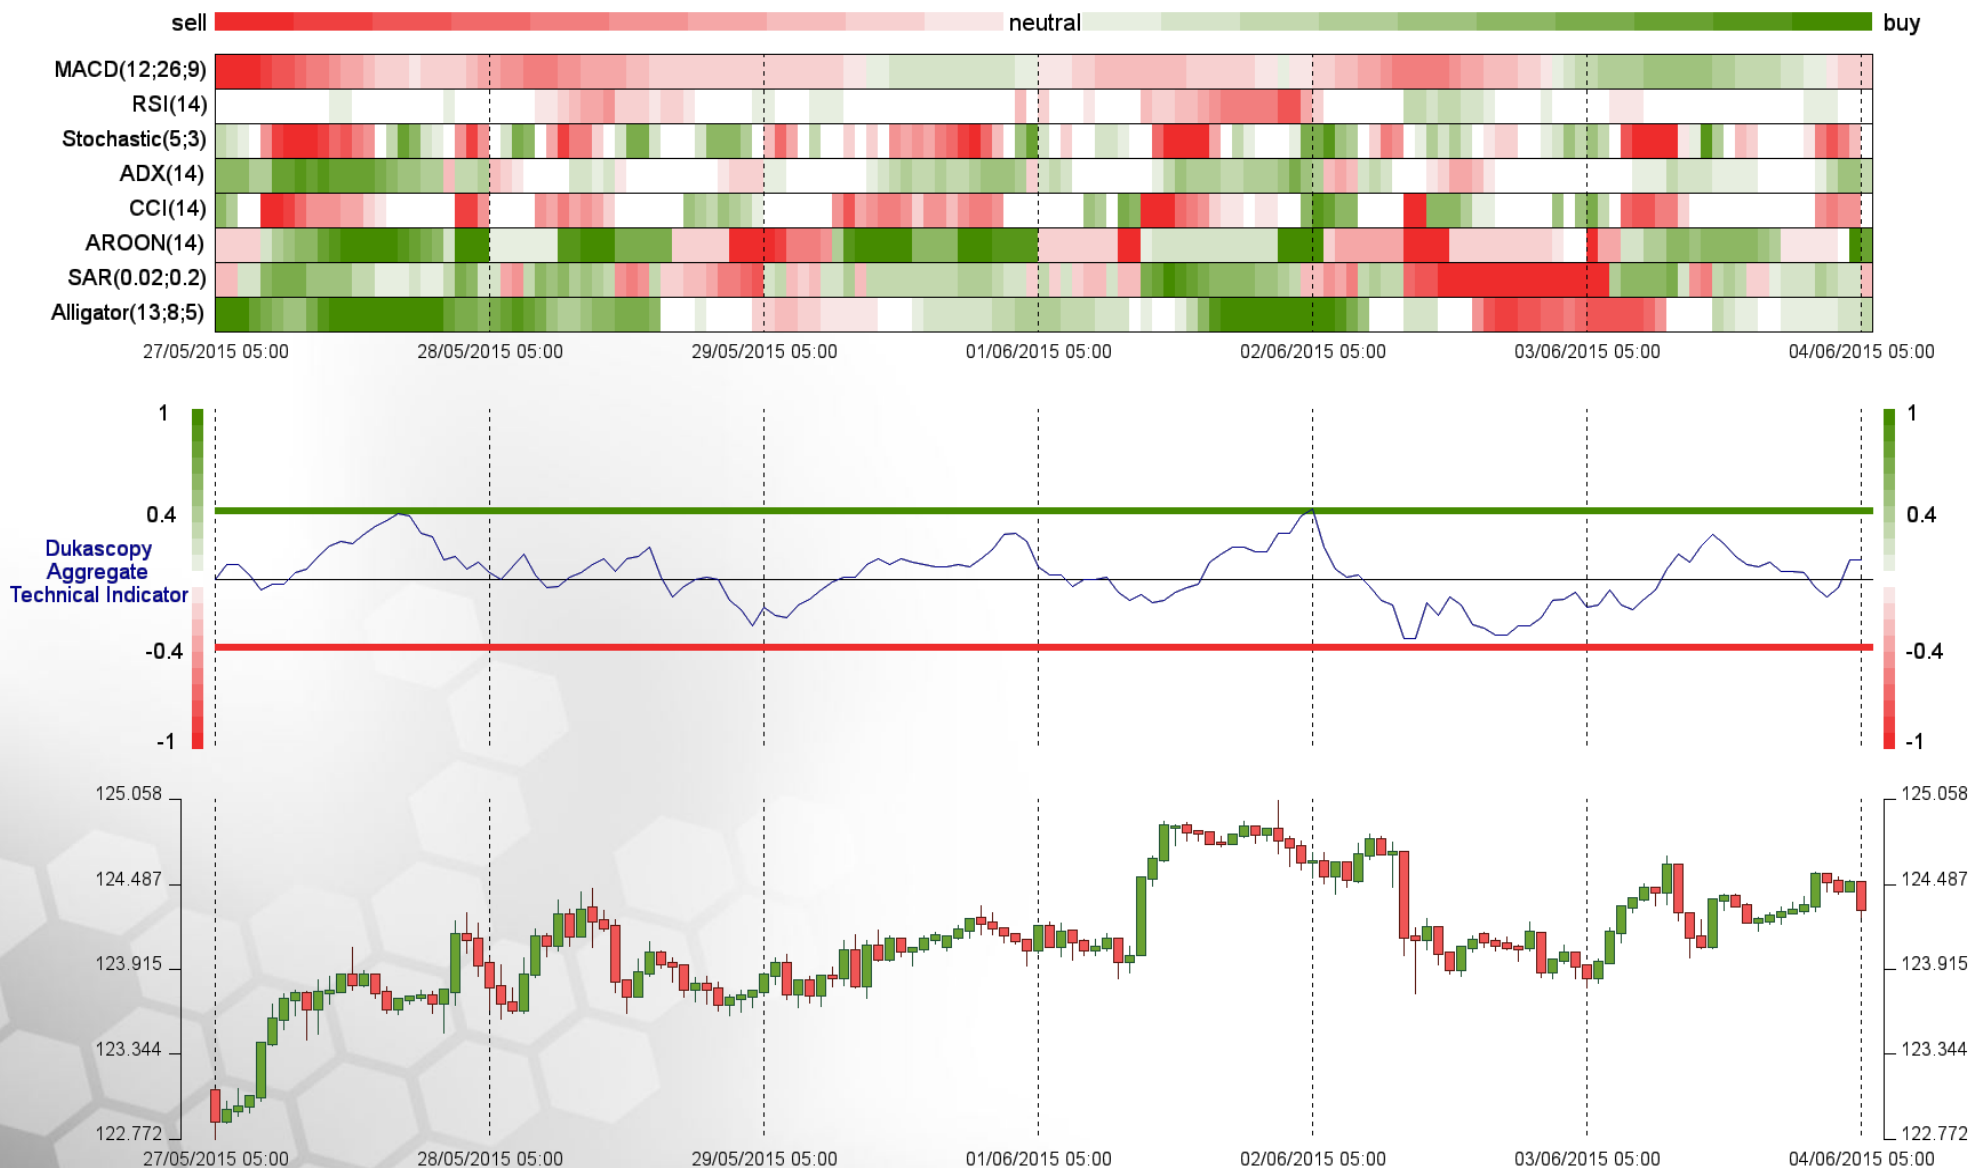 sell neutral buy
MACD(12;26;9)
RSI(14)
Stochastic(5;3)
ADX(14)
CCI(14)
AROON(14)
SAR(0.02;0.2)
Alligator(13;8;5)
27/05/2015 05:00 28/05/2015 05:00 29/05/2015 05:00 01/06/2015 05:00 02/06/2015 05:00 03/06/2015 05:00 04/06/2015 05:00
1 1
0.4 0.4
Dukascopy
Aggregate
Technical Indicator
-0.4 -0.4
-1 -1
125.058 125.058
124.487 124.487
123.915 123.915
123.344 123.344
122.772 122.772
27/05/2015 05:00 28/05/2015 05:00 29/05/2015 05:00 01/06/2015 05:00 02/06/2015 05:00 03/06/2015 05:00 04/06/2015 05:00